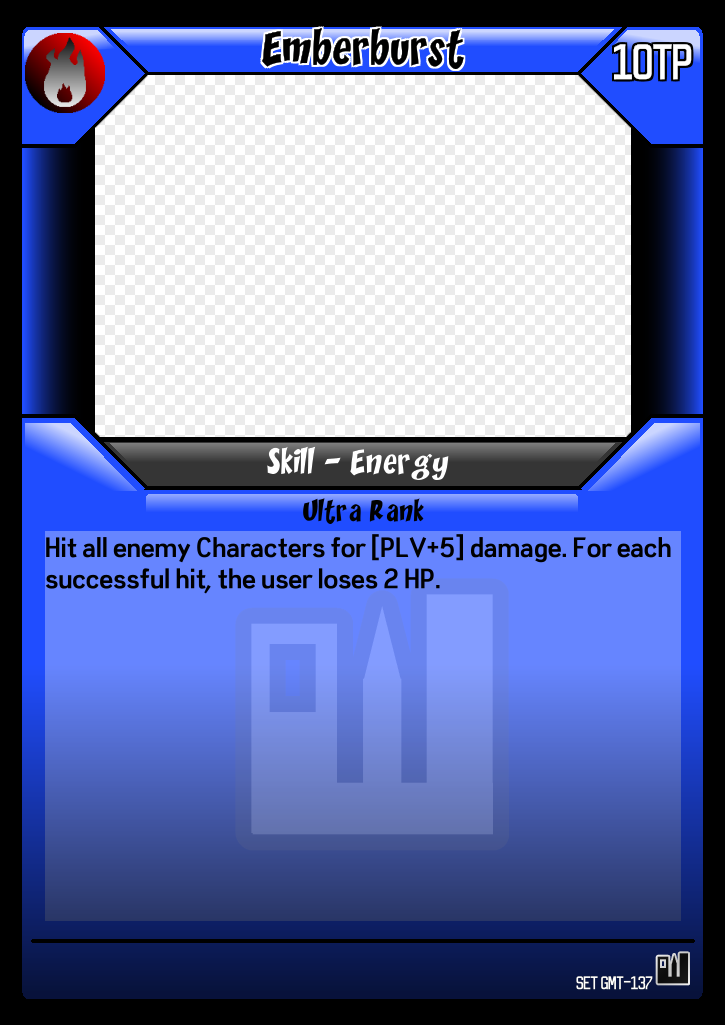 Emberburst
10TP
Skill - Energy
Ultra Rank
Hit all enemy Characters for [PLV+5] damage. For each
successful hit, the user loses 2 HP.
SET GMT-137